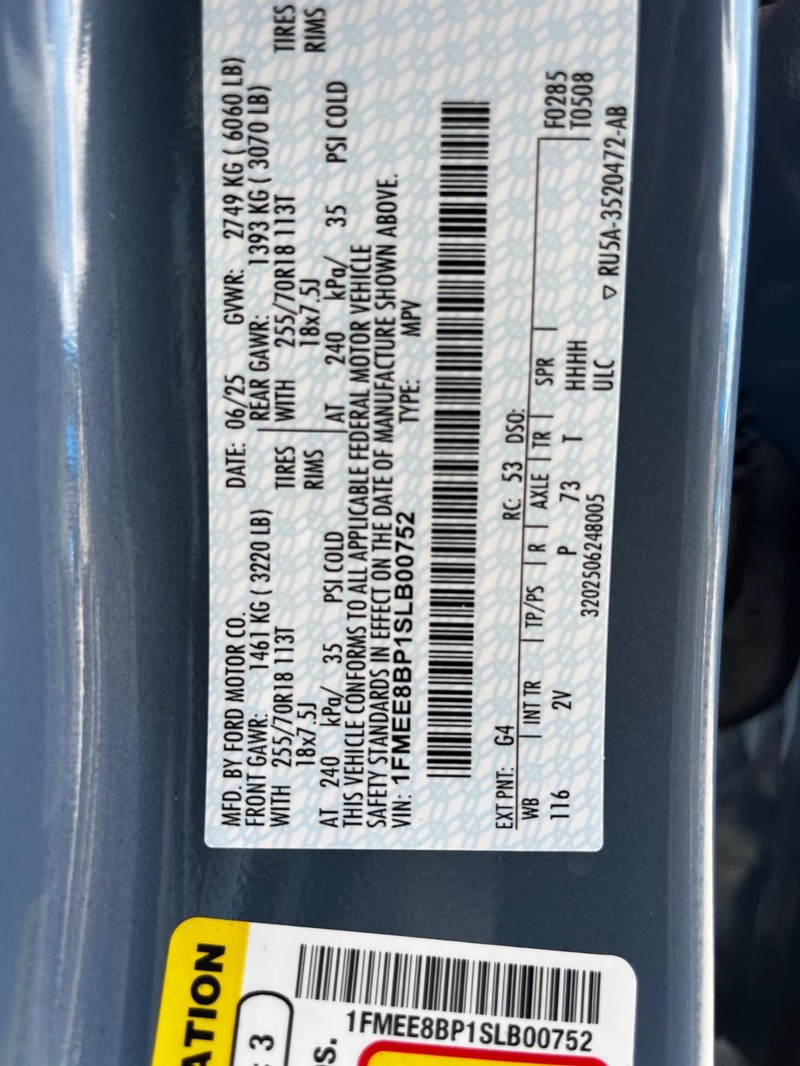 MFD. BY FORD MOTOR CO.
DATE: 06/25 GVWR: 2749 KG ( 6060 LB)
FRONT GAWR: 1461 KG ( 3220 LB)
REAR GAWR: 1393 KG ( 3070 LB)
WITH 255/70R18 113T TIRES
WITH 255/70R18 113T TIRES
18x7.5J RIMS
18x7.5J RIMS
AT 240 kPa/ 35 PSI COLD
AT 240 kPa/ 35 PSI COLD
THIS VEHICLE CONFORMS TO ALL APPLICABLE FEDERAL MOTOR VEHICLE
SAFETY STANDARDS IN EFFECT ON THE DATE OF MANUFACTURE SHOWN ABOVE.
VIN: 1FMEE8BP1SLB00752 TYPE: MPV
EXT PNT: G4 RC: 53 DSO: F0285
WB INT TR TP/PS R AXLE TR SPR T0508
116 2V P 73 T HHHH
3202506248005 ULC ▽ RU5A-3520472-AB
ATION
3
1FMEE8BP1SLB00752